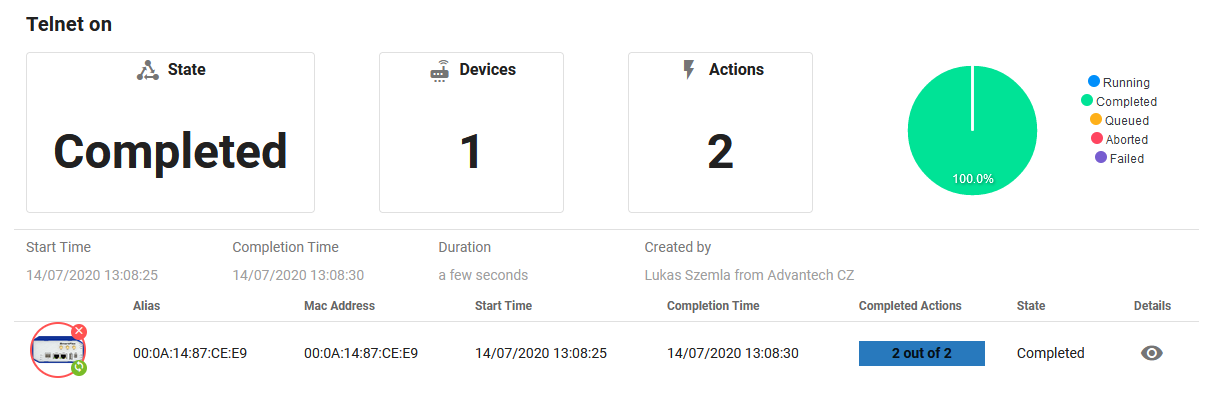 Telnet on
State
Devices
Actions
Completed
1
2
100.0%
Running
Completed
Queued
Aborted
Failed
Start Time Completion Time Duration Created by
14/07/2020 13:08:25 14/07/2020 13:08:30 a few seconds Lukas Szemla from Advantech CZ
Alias Mac Address Start Time Completion Time Completed Actions State Details
00:0A:14:87:CE:E9 00:0A:14:87:CE:E9 14/07/2020 13:08:25 14/07/2020 13:08:30 2 out of 2 Completed